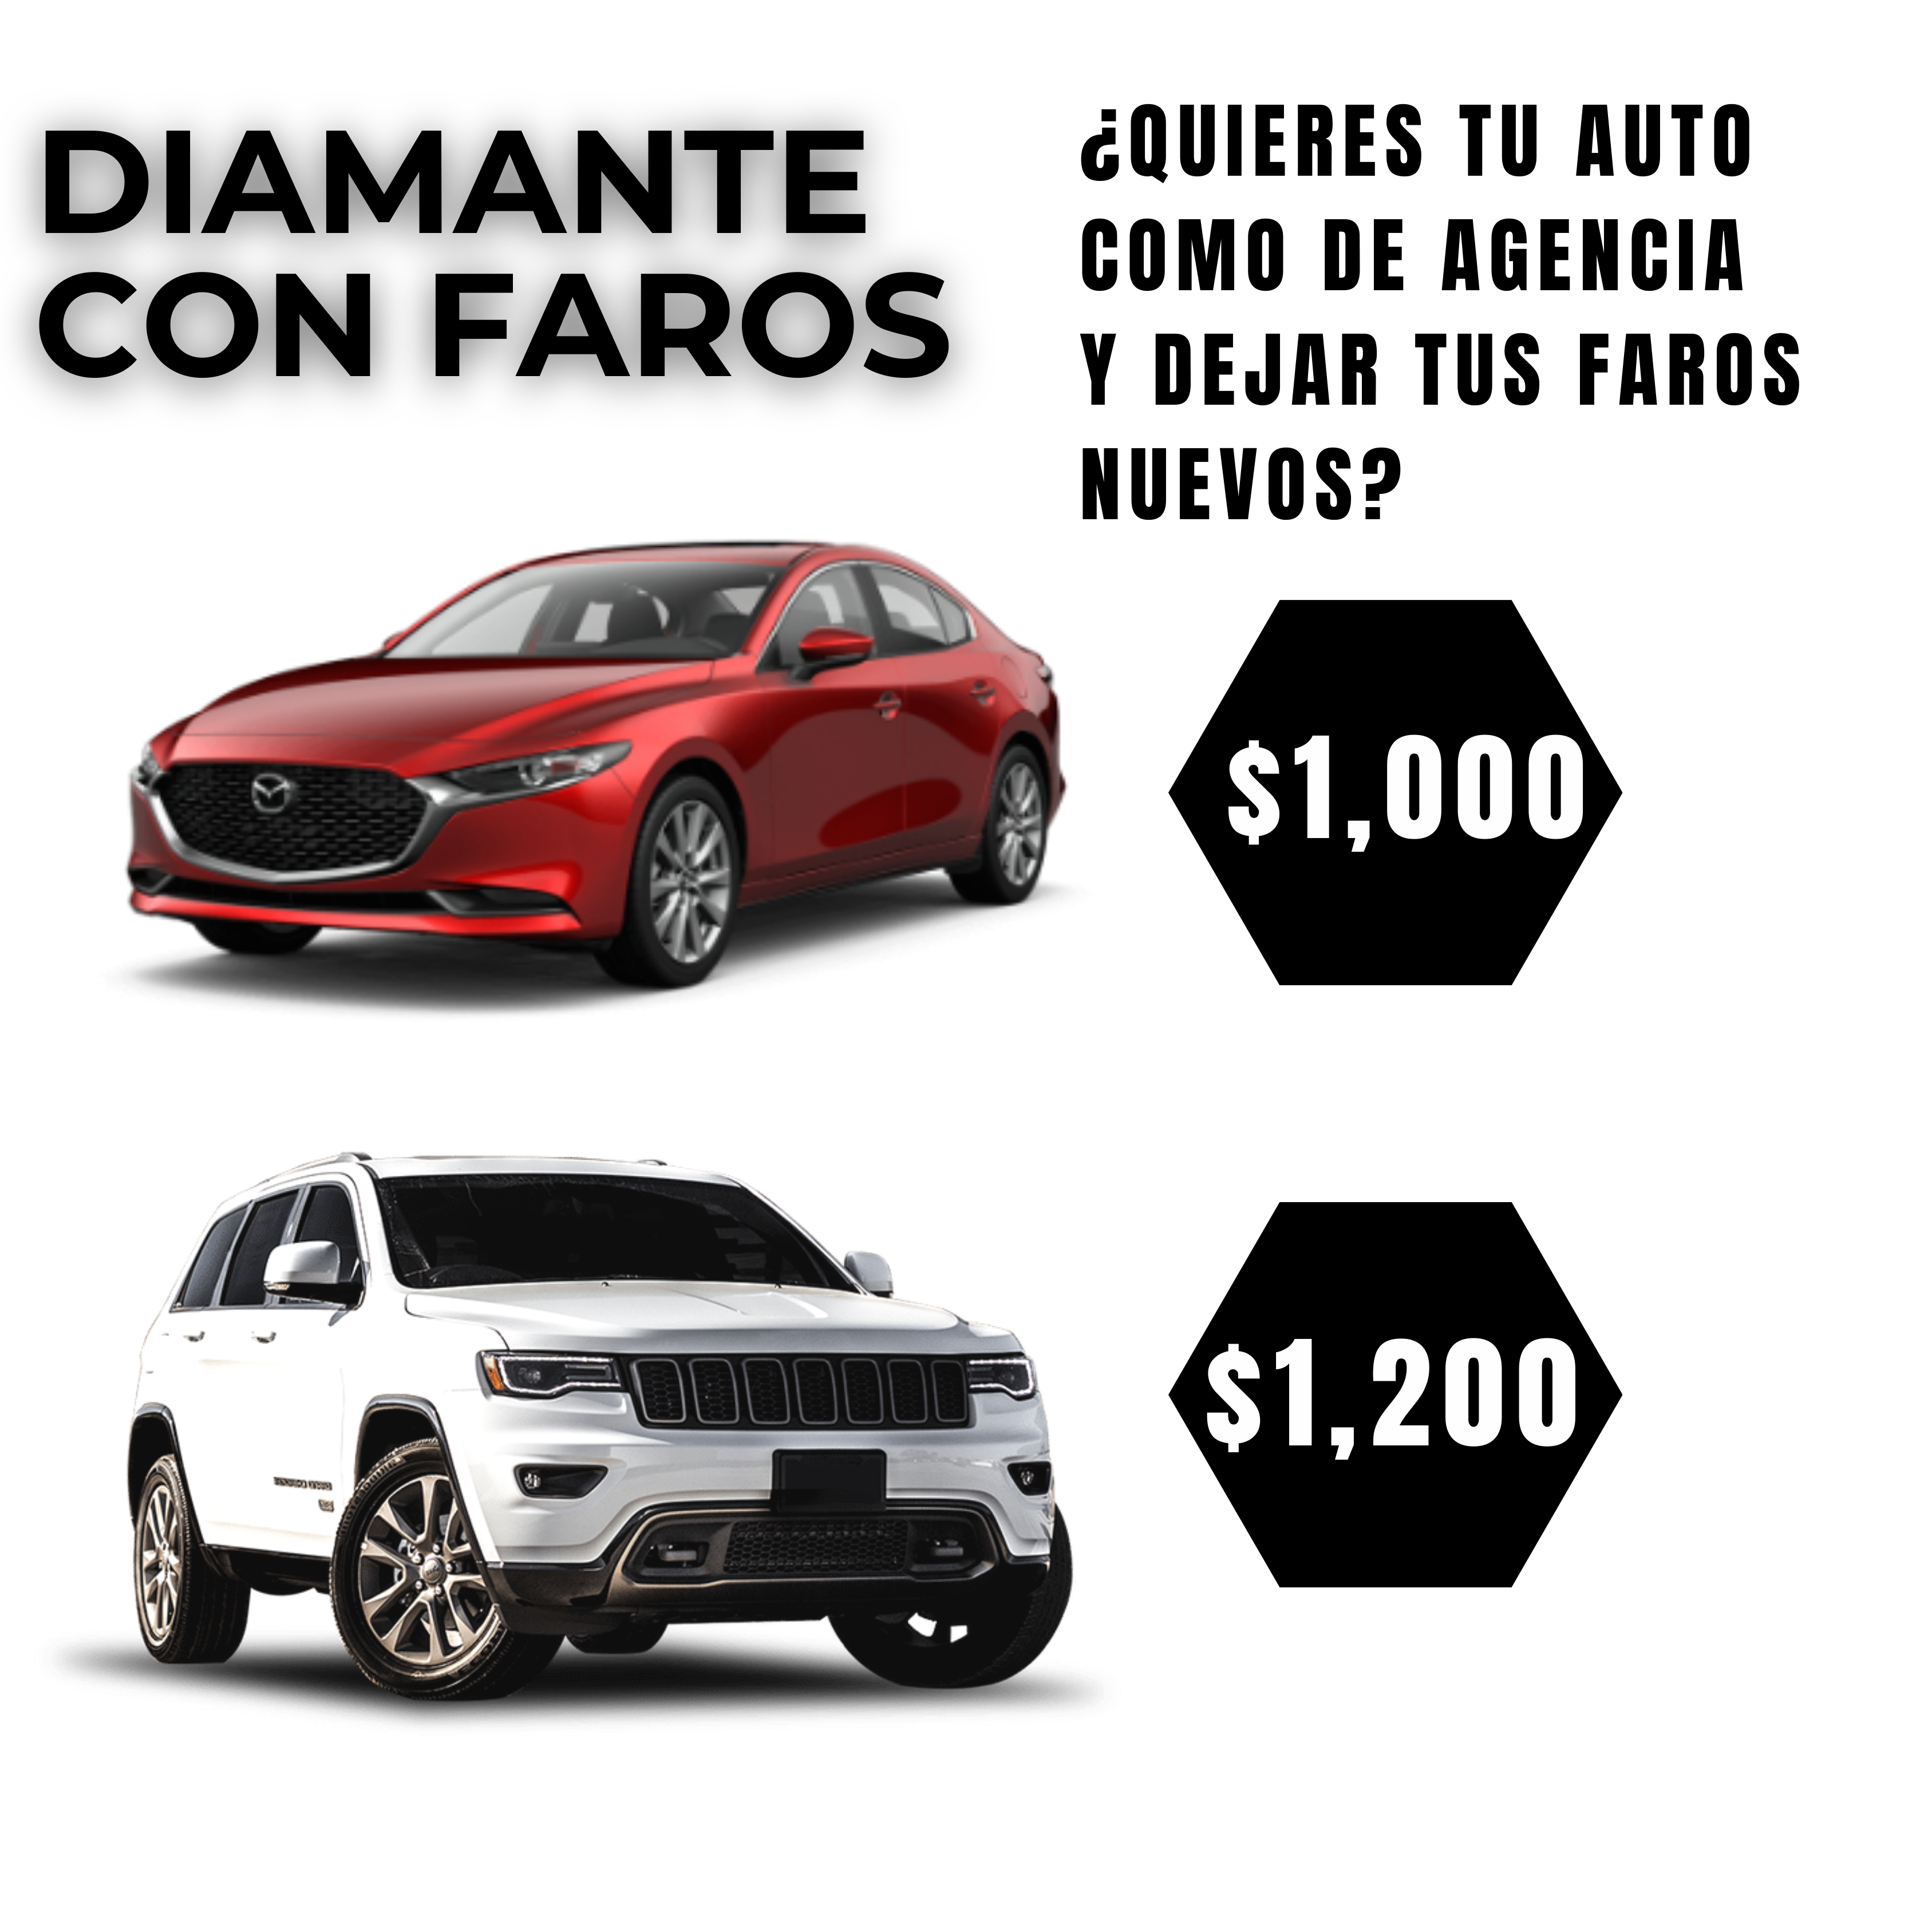 DIAMANTE
CON FAROS
¿QUIERES TU AUTO
COMO DE AGENCIA
Y DEJAR TUS FAROS
NUEVOS?
$1,000
$1,200